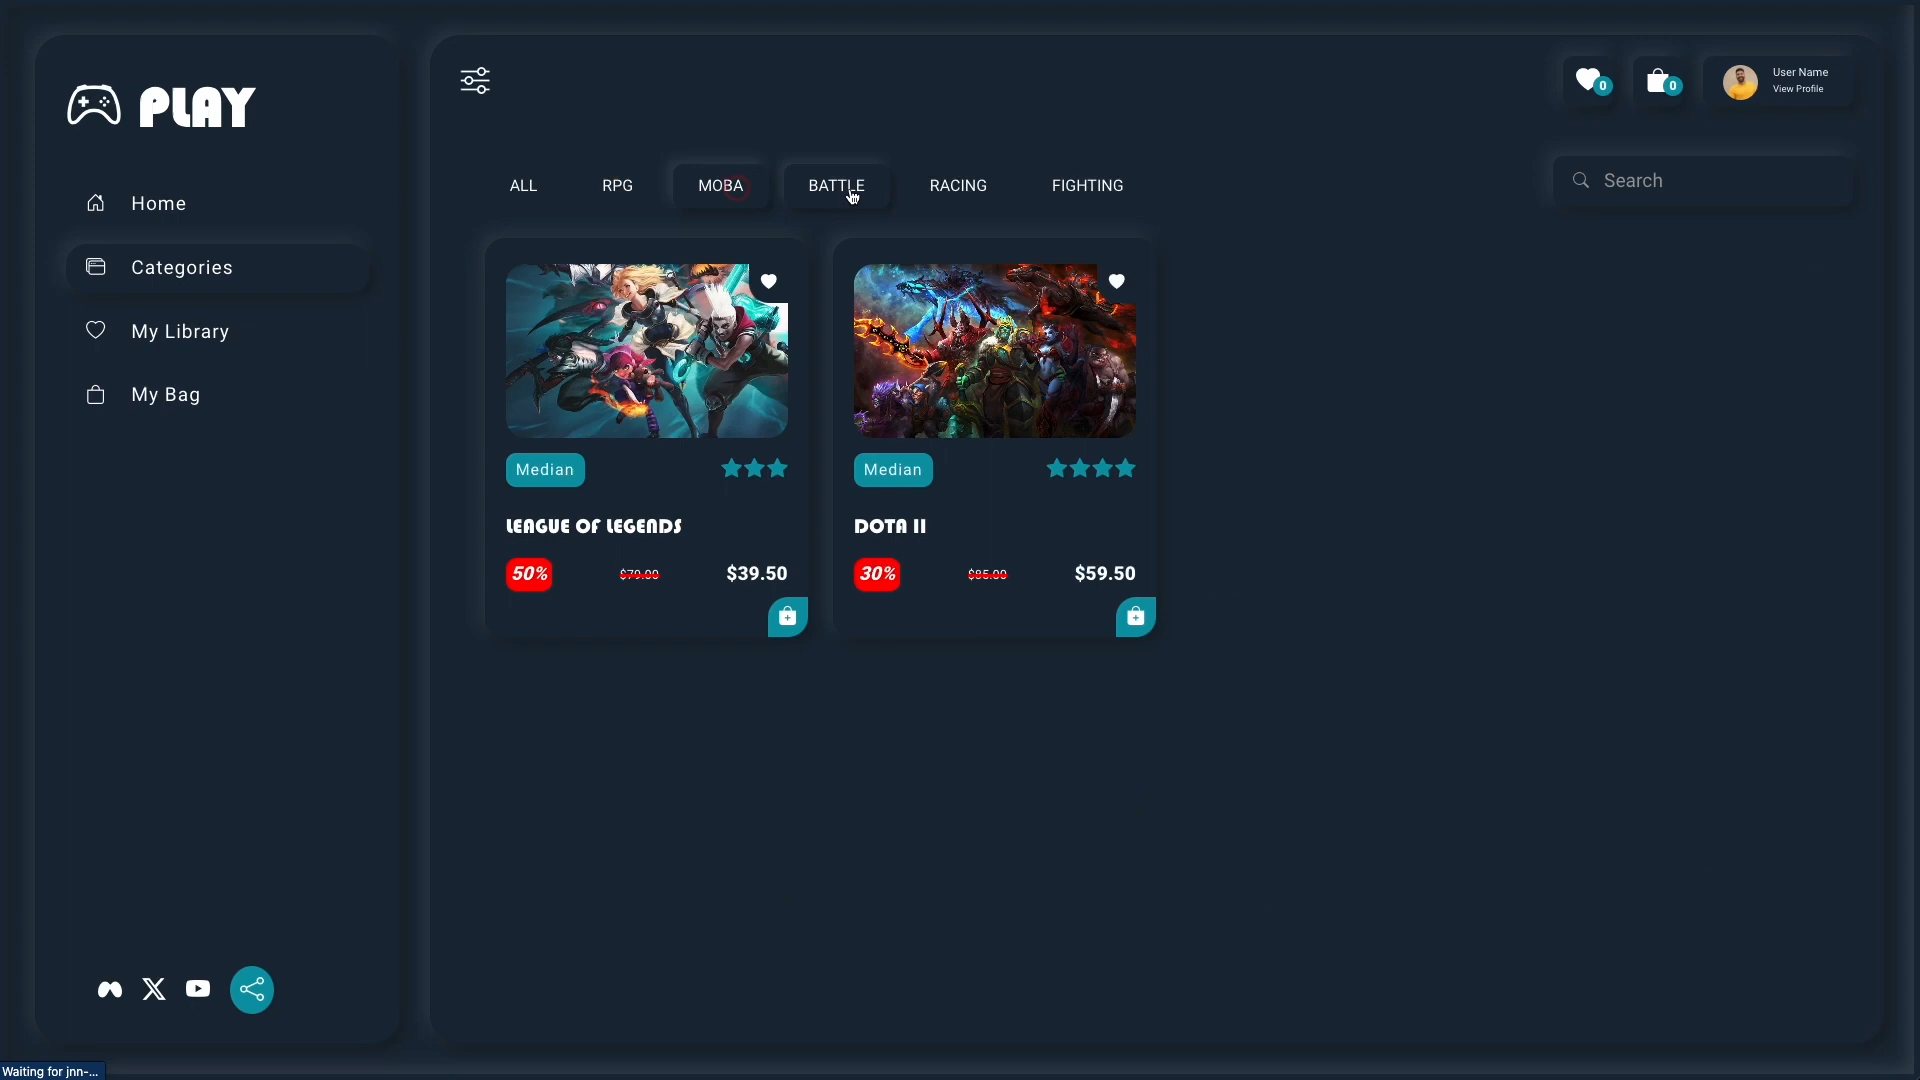 PLAY
Home
Categories
My Library
My Bag
0
0
User Name
View Profile
ALL
RPG
MOBA
BATTLE
RACING
FIGHTING
Search
Median
LEAGUE OF LEGENDS
50%
$79.00
$39.50
Median
DOTA II
30%
$85.00
$59.50
Waiting for jnn-...